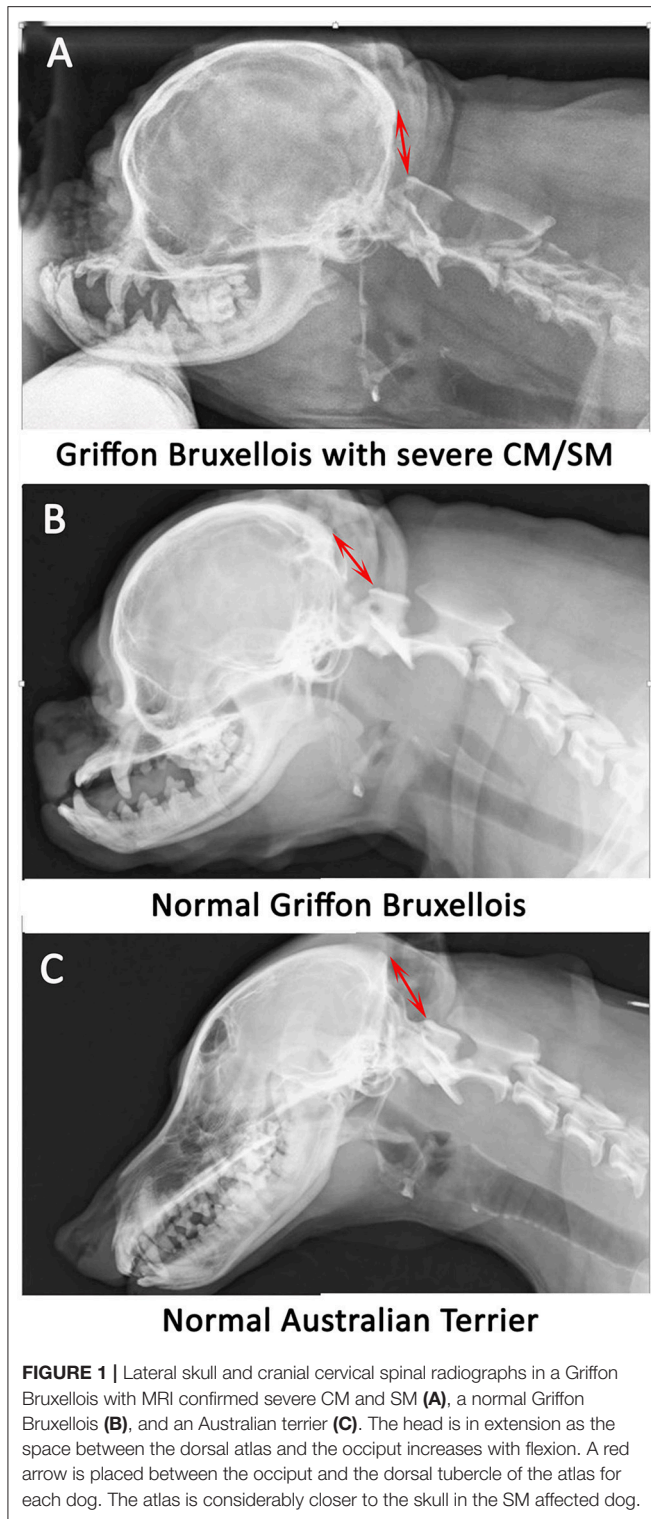 A
Griffon Bruxellois with severe CM/SM
B
Normal Griffon Bruxellois
C
Normal Australian Terrier
FIGURE 1 | Lateral skull and cranial cervical spinal radiographs in a Griffon
Bruxellois with MRI confirmed severe CM and SM (A), a normal Griffon
Bruxellois (B), and an Australian terrier (C). The head is in extension as the
space between the dorsal atlas and the occiput increases with flexion. A red
arrow is placed between the occiput and the dorsal tubercle of the atlas for
each dog. The atlas is considerably closer to the skull in the SM affected dog.